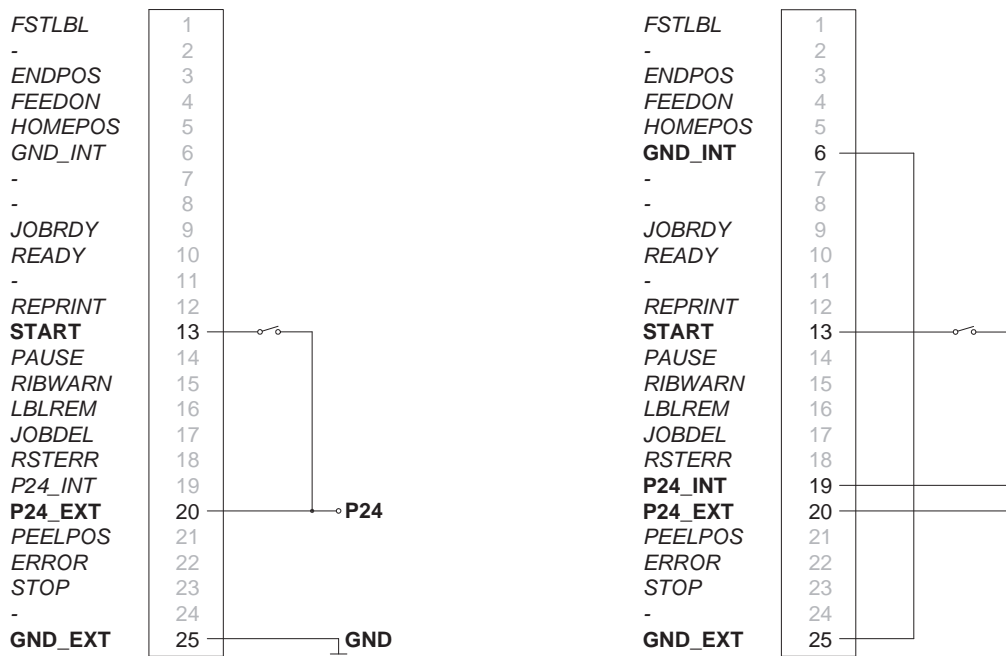 FSTLBL 1
- 2
ENDPOS 3
FEEDON 4
HOMEPOS 5
GND_INT 6
- 7
- 8
JOBRDY 9
READY 10
- 11
REPRINT 12
START 13
PAUSE 14
RIBWARN 15
LBLREM 16
JOBDEL 17
RSTERR 18
P24_INT 19
P24_EXT 20 P24
PEELPOS 21
ERROR 22
STOP 23
- 24
GND_EXT 25 GND
FSTLBL 1
- 2
ENDPOS 3
FEEDON 4
HOMEPOS 5
GND_INT 6
- 7
- 8
JOBRDY 9
READY 10
- 11
REPRINT 12
START 13
PAUSE 14
RIBWARN 15
LBLREM 16
JOBDEL 17
RSTERR 18
P24_INT 19
P24_EXT 20
PEELPOS 21
ERROR 22
STOP 23
- 24
GND_EXT 25